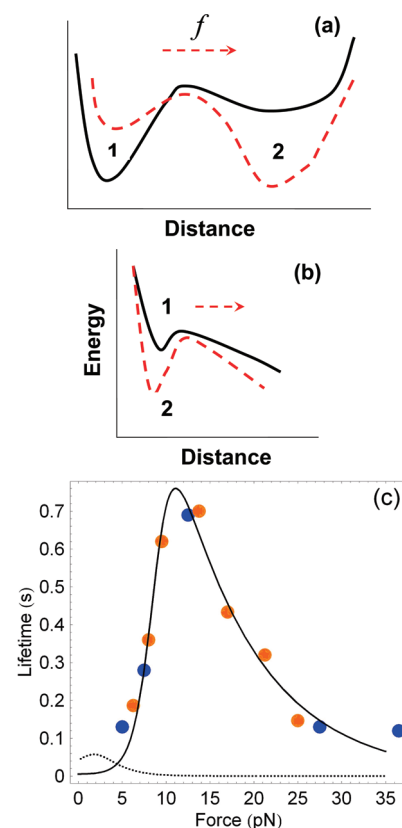 f
(a)
1
2
Distance
(b)
1
Energy
2
Distance
(c)
0.7
0.6
0.5
0.4
0.3
0.2
0.1
0
Lifetime (s)
0 5 10 15 20 25 30 35
Force (pN)